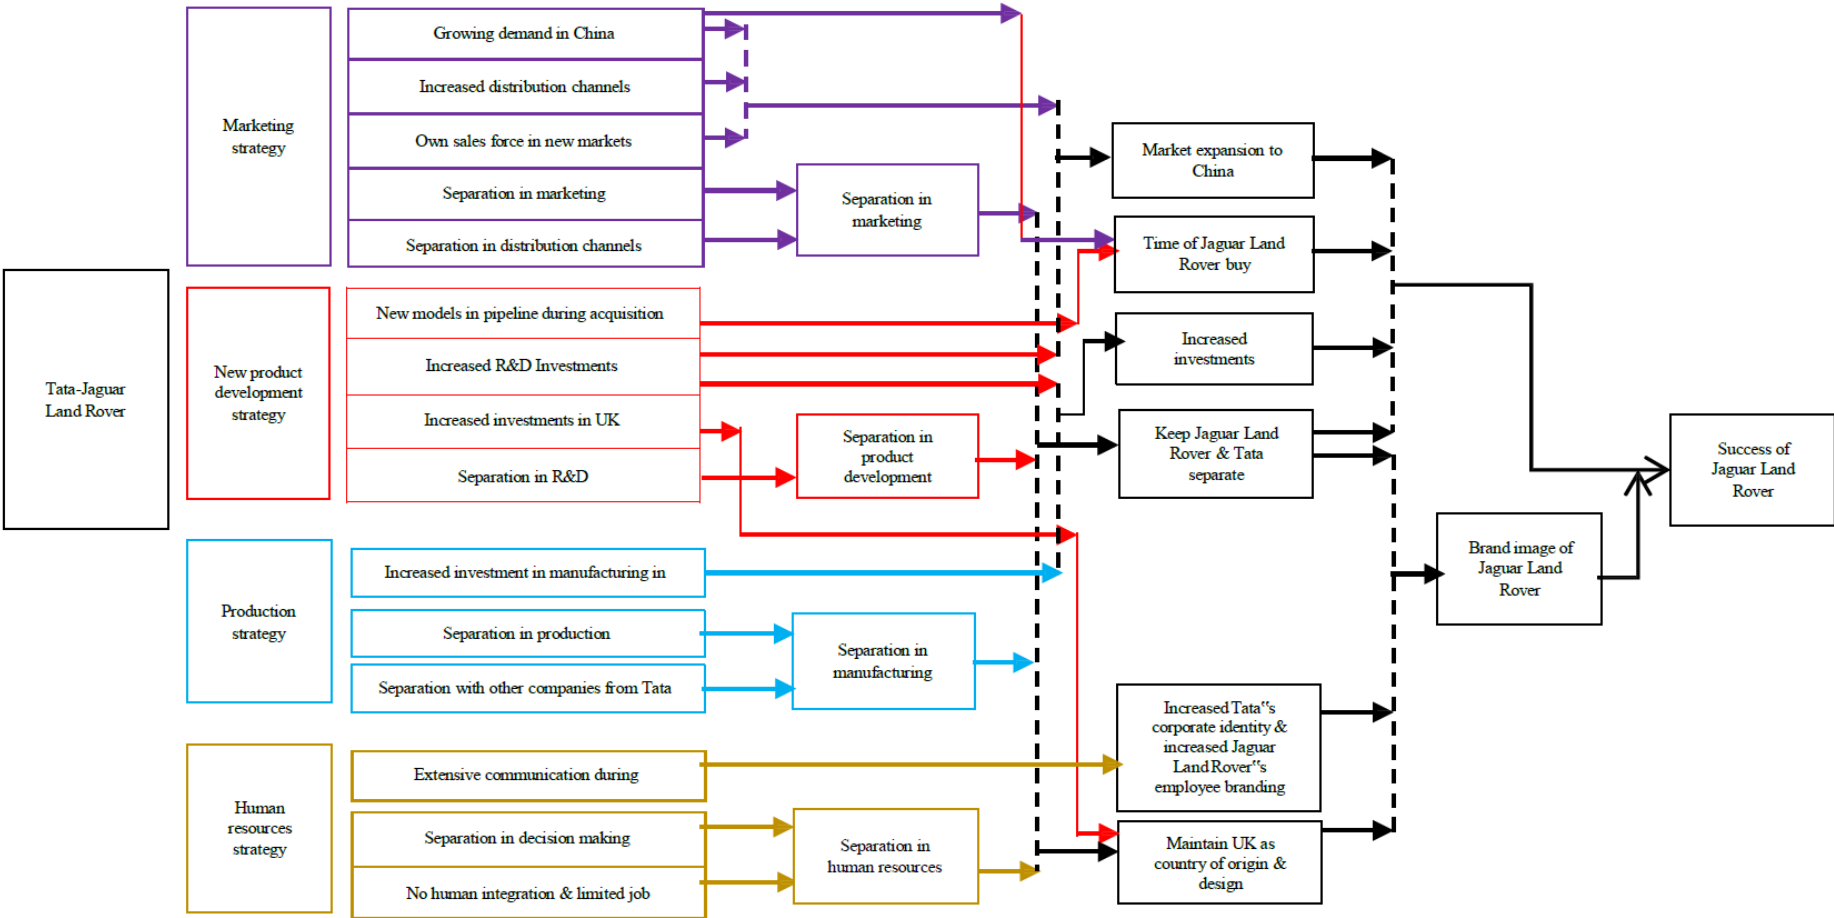 Tata-Jaguar
Land Rover
Marketing
strategy
Growing demand in China
Increased distribution channels
Own sales force in new markets
Separation in marketing
Separation in distribution channels
Separation in
marketing
New product
development
strategy
New models in pipeline during acquisition
Increased R&D Investments
Increased investments in UK
Separation in R&D
Separation in
product
development
Production
strategy
Increased investment in manufacturing in
Separation in production
Separation with other companies from Tata
Separation in
manufacturing
Human
resources
strategy
Extensive communication during
Separation in decision making
No human integration & limited job
Separation in
human resources
Market expansion to
China
Time of Jaguar Land
Rover buy
Increased
investments
Keep Jaguar Land
Rover & Tata
separate
Increased Tata‟s
corporate identity &
increased Jaguar
Land Rover‟s
employee branding
Maintain UK as
country of origin &
design
Brand image of
Jaguar Land
Rover
Success of
Jaguar Land
Rover